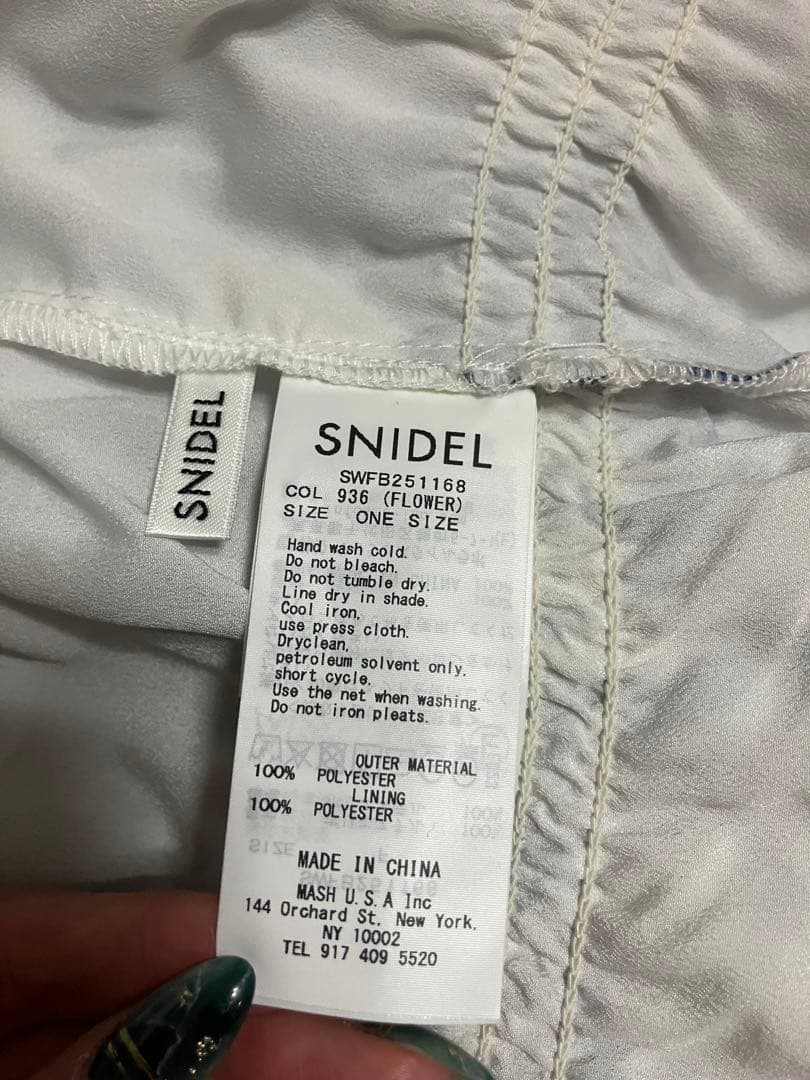 SNIDEL
SNIDEL
SWFB251168
COL 936 (FLOWER)
SIZE ONE SIZE
Hand wash cold.
Do not bleach.
Do not tumble dry.
Line dry in shade.
Cool iron,
use press cloth.
Dryclean,
petroleum solvent only.
short cycle.
Use the net when washing.
Do not iron pleats.
OUTER MATERIAL
100% POLYESTER
LINING
100% POLYESTER
MADE IN CHINA
MASH U.S.A Inc
144 Orchard St. New York.
NY 10002
TEL 917 409 5520